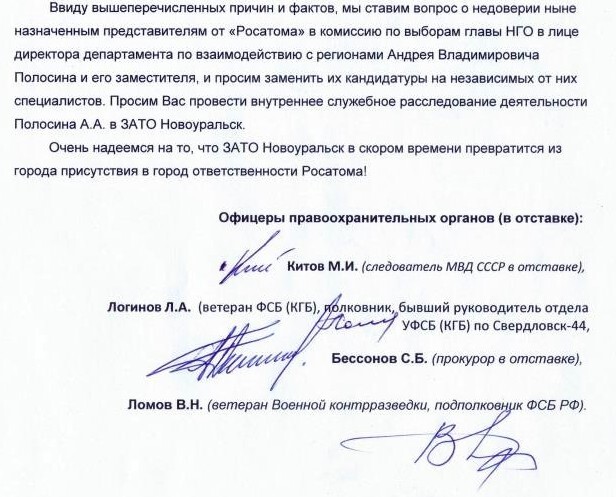 Ввиду вышеперечисленных причин и фактов, мы ставим вопрос о недоверии ныне
назначенным представителям от «Росатома» в комиссию по выборам главы НГО в лице
директора департамента по взаимодействию с регионами Андрея Владимировича
Полосина и его заместителя, и просим заменить их кандидатуры на независимых от них
специалистов. Просим Вас провести внутреннее служебное расследование деятельности
Полосина А.А. в ЗАТО Новоуральск.
Очень надеемся на то, что ЗАТО Новоуральск в скором времени превратится из
города присутствия в город ответственности Росатома!
Офицеры правоохранительных органов (в отставке):
Китов М.И. (следователь МВД СССР в отставке),
Логинов Л.А. (ветеран ФСБ (КГБ), полковник, бывший руководитель отдела
УФСБ (КГБ) по Свердловск-44,
Бессонов С.Б. (прокурор в отставке),
Ломов В.Н. (ветеран Военной контрразведки, подполковник ФСБ РФ).